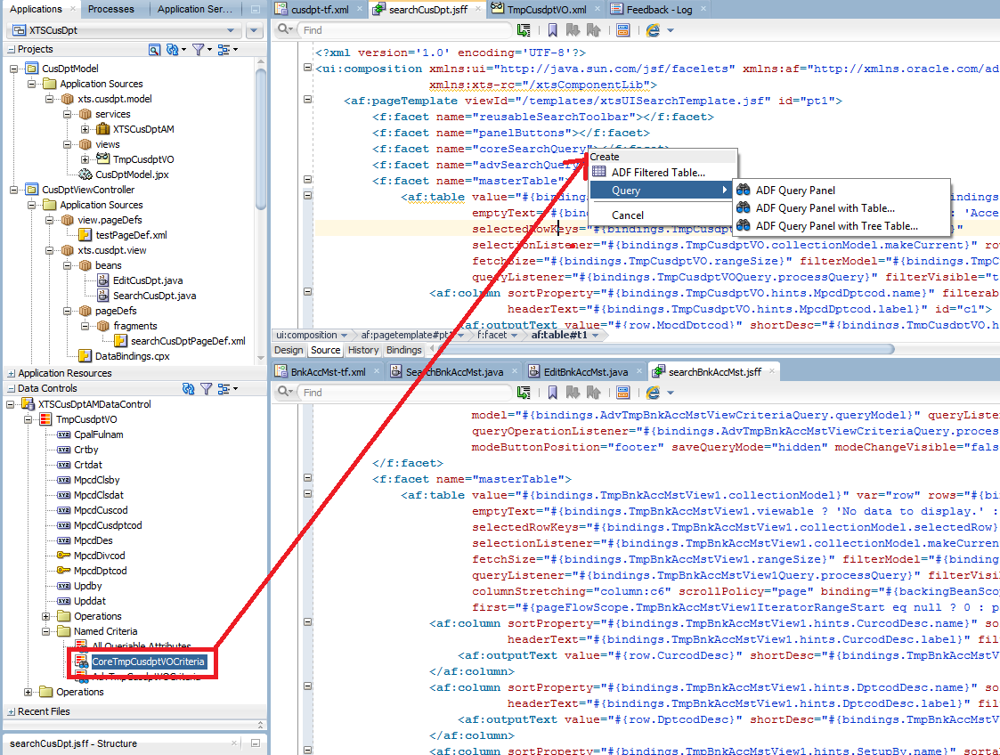 Applications
Processes
Application Ser...
XTSCusDpt
Projects
CusDptModel
Application Sources
xts.cusdpt.model
services
XTSCusDptAM
views
TmpCusdptVO
CusDptModel.jpx
CusDptViewController
Application Sources
view.pageDefs
testPageDef.xml
xts.cusdpt.view
beans
EditCusDpt.java
SearchCusDpt.java
pageDefs
fragments
searchCusDptPageDef.xml
DataBindings.cpx
Application Resources
Data Controls
XTSCusDptAMDataControl
TmpCusdptVO
CpalFulnam
Crtby
Crtdat
MpcdClsby
MpcdClsdat
MpcdCuscod
MpcdCusdptcod
MpcdDes
MpcdDivcod
MpcdDptcod
Updby
Upddat
Operations
Named Criteria
All Queriable Attributes
CoreTmpCusdptVOCriteria
AdvTmpCusdptVOCriteria
Operations
Recent Files
searchCusDpt.jsff - Structure
cusdpt-tf.xml
searchCusDpt.jsff
TmpCusdptVO.xml
Feedback - Log
Find
<?xml version='1.0' encoding='UTF-8'?>
<ui:composition xmlns:ui="http://java.sun.com/jsf/facelets" xmlns:af="http://xmlns.oracle.com/ad
xmlns:xts-rc="/xtsComponentLib">
<af:pageTemplate viewId="/templates/xtsUISearchTemplate.jsf" id="pt1">
<f:facet name="reusableSearchToolbar"></f:facet>
<f:facet name="panelButtons"></f:facet>
<f:facet name="coreSearchQuery"></f:facet>
<f:facet name="advSearchQuery
<f:facet name="masterTable">
<af:table value="#{bindin
emptyText="#{bin : 'Acce
selectedRowKeys="#{bindings.TmpCusdpt
selectionListener="#{bindings.TmpCusdptVO.collectionModel.makeCurrent}" ro
fetchSize="#{bindings.TmpCusdptVO.rangeSize}" filterModel="#{bindings.TmpC
queryListener="#{bindings.TmpCusdptVOQuery.processQuery}" filterVisible="t
<af:column sortProperty="#{bindings.TmpCusdptVO.hints.MpcdDptcod.name}" filterab
headerText="#{bindings.TmpCusdptVO.hints.MpcdDptcod.label}" id="c1">
<af:outputText value="#{row.MpcdDptcod}" shortDesc="#{bindings.TmpCusdptVO.h
Create
ADF Filtered Table...
Query
Cancel
ADF Query Panel
ADF Query Panel with Table...
ADF Query Panel with Tree Table...
ui:composition
af:pagetemplate#pt1
f:facet
af:table#t1
Design
Source
History
Bindings
BnkAccMst-tf.xml
SearchBnkAccMst.java
EditBnkAccMst.java
searchBnkAccMst.jsff
Find
model="#{bindings.AdvTmpBnkAccMstViewCriteriaQuery.queryModel}" queryListe
queryOperationListener="#{bindings.AdvTmpBnkAccMstViewCriteriaQuery.proces
modeButtonPosition="footer" saveQueryMode="hidden" modeChangeVisible="fals
</f:facet>
<f:facet name="masterTable">
<af:table value="#{bindings.TmpBnkAccMstView1.collectionModel}" var="row" rows="#{bi
emptyText="#{bindings.TmpBnkAccMstView1.viewable ? 'No data to display.' :
selectedRowKeys="#{bindings.TmpBnkAccMstView1.collectionModel.selectedRow}
selectionListener="#{bindings.TmpBnkAccMstView1.collectionModel.makeCurren
fetchSize="#{bindings.TmpBnkAccMstView1.rangeSize}" filterModel="#{binding
queryListener="#{bindings.TmpBnkAccMstView1Query.processQuery}" filterVisi
columnStretching="column:c6" scrollPolicy="page" binding="#{backingBeanSco
first="#{pageFlowScope.TmpBnkAccMstView1IteratorRangeStart eq null ? 0 : p
<af:column sortProperty="#{bindings.TmpBnkAccMstView1.hints.CurcodDesc.name}" so
headerText="#{bindings.TmpBnkAccMstView1.hints.CurcodDesc.label}" fil
<af:outputText value="#{row.CurcodDesc}" shortDesc="#{bindings.TmpBnkAccMstV
</af:column>
<af:column sortProperty="#{bindings.TmpBnkAccMstView1.hints.DptcodDesc.name}" so
headerText="#{bindings.TmpBnkAccMstView1.hints.DptcodDesc.label}" fil
<af:outputText value="#{row.DptcodDesc}" shortDesc="#{bindings.TmpBnkAccMstV
</af:column>
<af:column sortProperty="#{bindings.TmpBnkAccMstView1.hints.SetupBy.name}" sorta